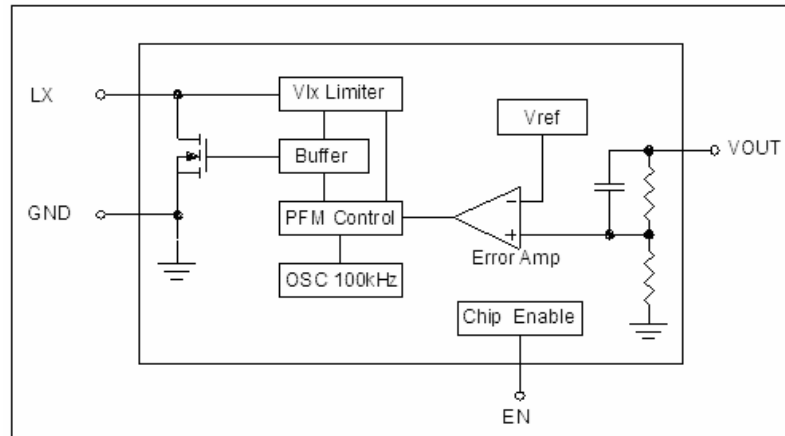 LX
Vlx Limiter
Vref
Buffer
VOUT
GND
PFM Control
−
+
Error Amp
OSC 100kHz
Chip Enable
EN